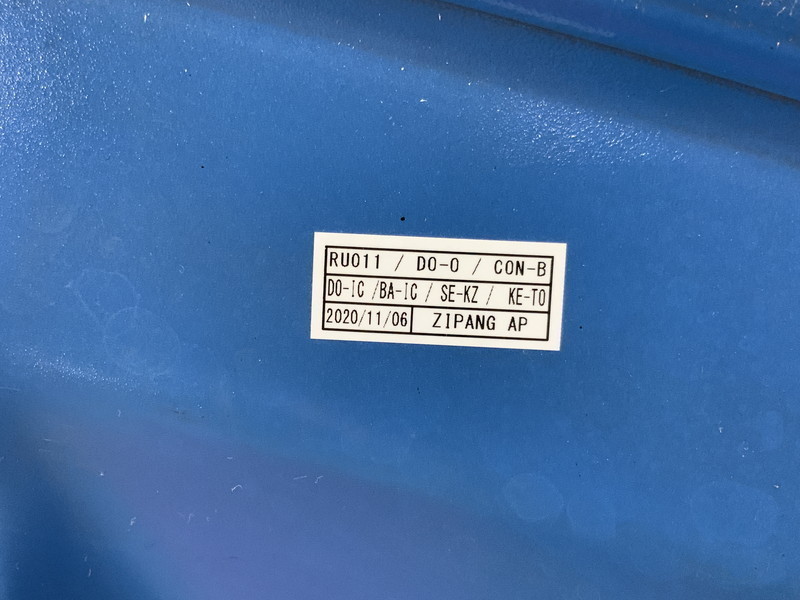 RU011 / DO-O / CON-B
DO-IC /BA-IC / SE-KZ / KE-TO
2020/11/06 ZIPANG AP